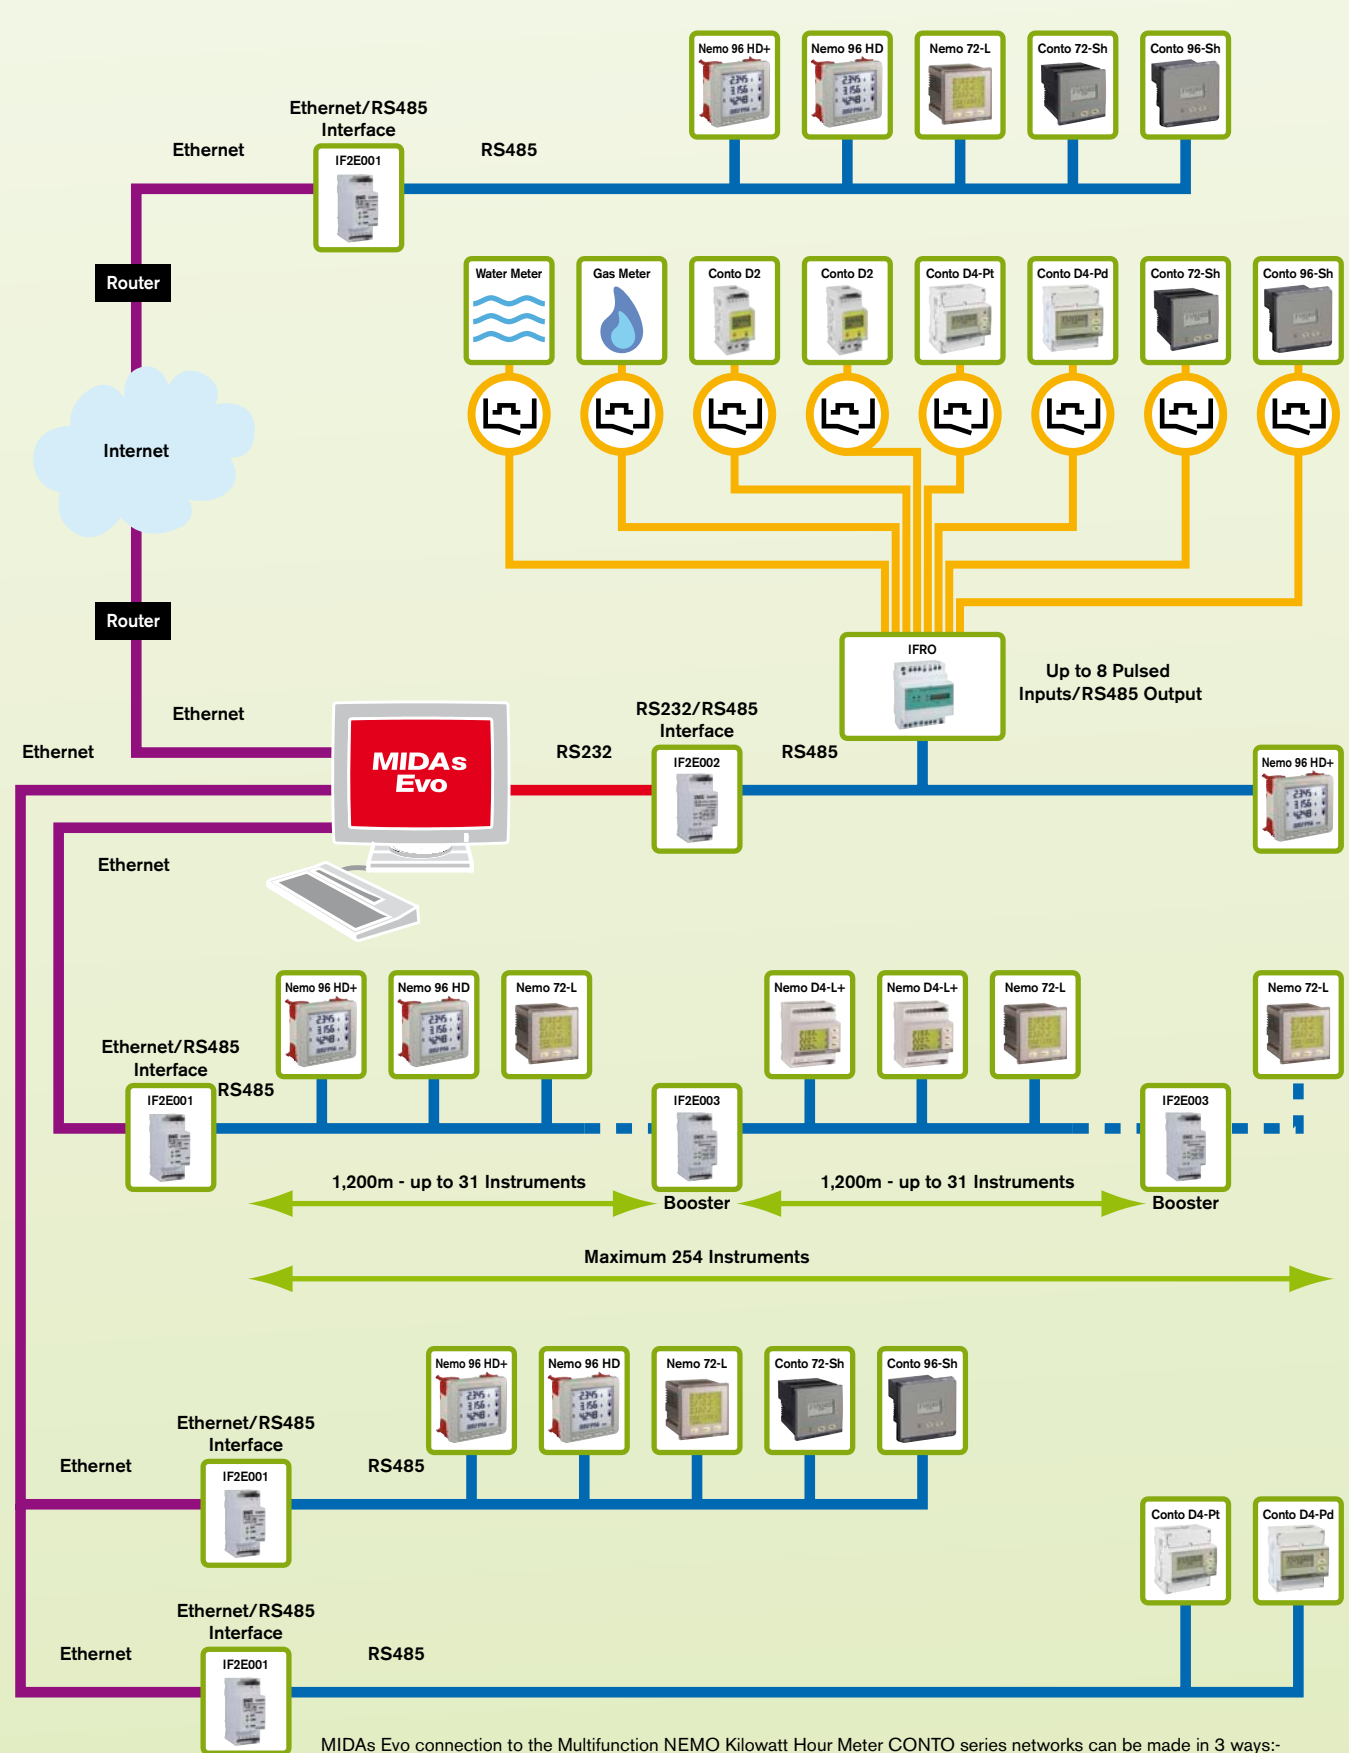 Nemo 96 HD+
Nemo 96 HD
Nemo 72-L
Conto 72-Sh
Conto 96-Sh
Ethernet/RS485
Interface
Ethernet
RS485
IF2E001
Router
Water Meter
Gas Meter
Conto D2
Conto D2
Conto D4-Pt
Conto D4-Pd
Conto 72-Sh
Conto 96-Sh
Internet
Router
IFRO
Up to 8 Pulsed
Inputs/RS485 Output
Ethernet
RS232/RS485
Interface
Ethernet
MIDAs
Evo
RS232
IF2E002
RS485
Nemo 96 HD+
Ethernet
Nemo 96 HD+
Nemo 96 HD
Nemo 72-L
Nemo D4-L+
Nemo D4-L+
Nemo 72-L
Nemo 72-L
Ethernet/RS485
Interface
RS485
IF2E001
IF2E003
IF2E003
1,200m - up to 31 Instruments
1,200m - up to 31 Instruments
Booster
Booster
Maximum 254 Instruments
Nemo 96 HD+
Nemo 96 HD
Nemo 72-L
Conto 72-Sh
Conto 96-Sh
Ethernet/RS485
Interface
Ethernet
RS485
IF2E001
Conto D4-Pt
Conto D4-Pd
Ethernet/RS485
Interface
Ethernet
RS485
IF2E001
MIDAs Evo connection to the Multifunction NEMO Kilowatt Hour Meter CONTO series networks can be made in 3 ways:-